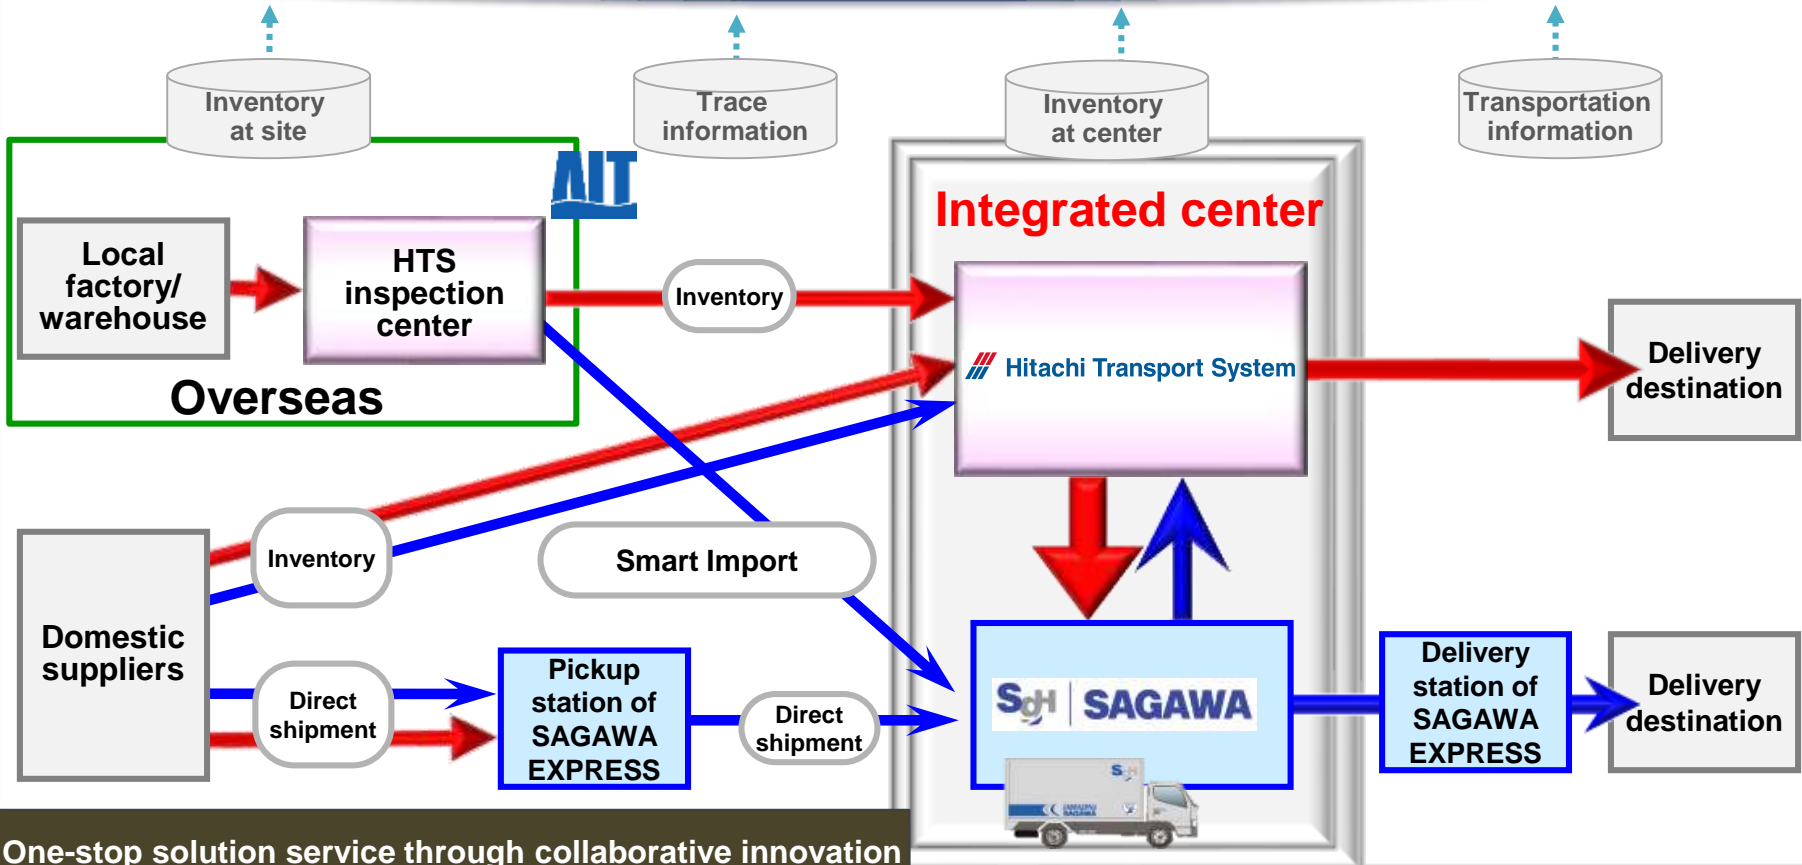 Inventory
at site
Trace
information
Inventory
at center
Transportation
information
AIT
Integrated center
Local
factory/
warehouse
HTS
inspection
center
Inventory
Hitachi Transport System
Delivery
destination
Overseas
Inventory
Smart Import
Domestic
suppliers
Direct
shipment
Pickup
station of
SAGAWA
EXPRESS
Direct
shipment
SGH SAGAWA
Delivery
station of
SAGAWA
EXPRESS
Delivery
destination
SGH
SAGAWA
One-stop solution service through collaborative innovation